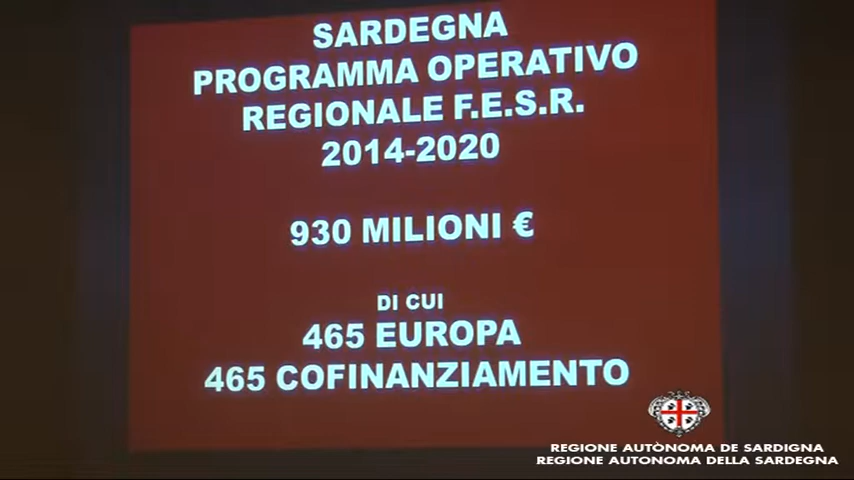 SARDEGNA
PROGRAMMA OPERATIVO
REGIONALE F.E.S.R.
2014-2020
930 MILIONI €
DI CUI
465 EUROPA
465 COFINANZIAMENTO
REGIONE AUTÒNOMA DE SARDIGNA
REGIONE AUTONOMA DELLA SARDEGNA